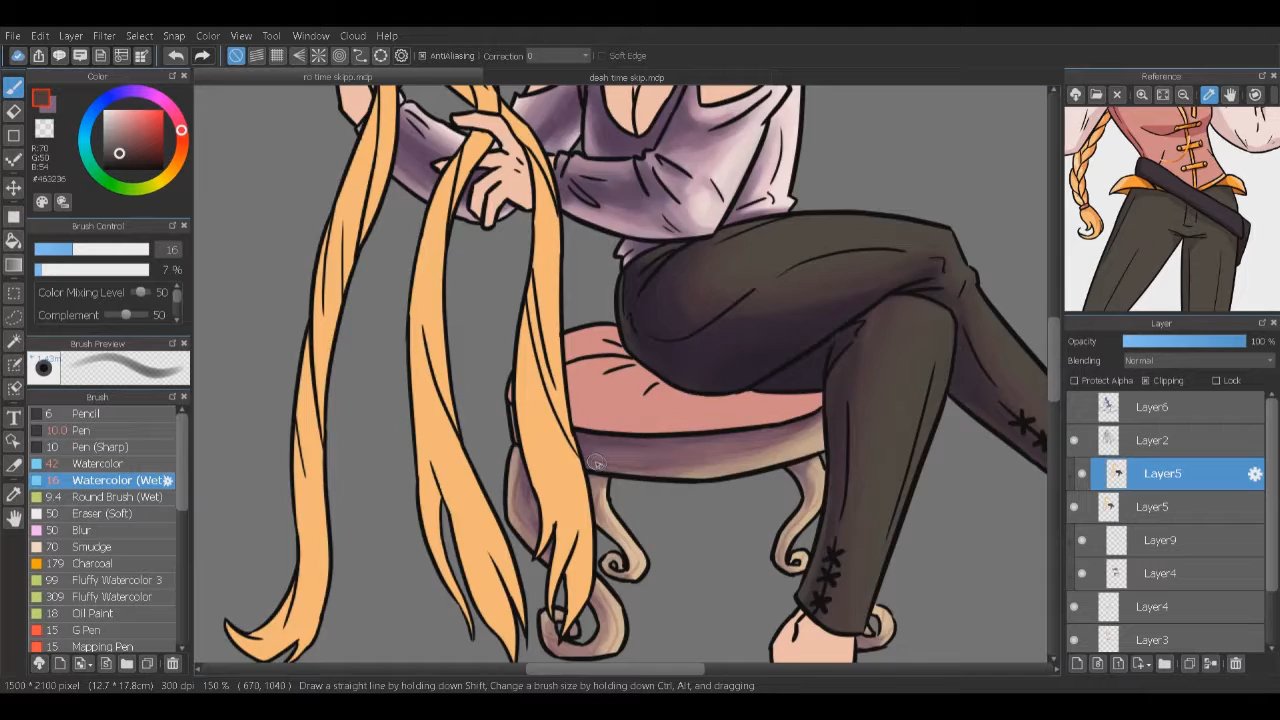 File Edit Layer Filter Select Snap Color View Tool Window Cloud Help
AntiAliasing Correction 0 Soft Edge
Color
ro time skipp.mdp
deah time skip.mdp
Reference
R:70
G:50
B:54
#463236
Brush Control
16
7 %
Color Mixing Level 50
Complement 50
Brush Preview
Brush
6 Pencil
10.0 Pen
10 Pen (Sharp)
42 Watercolor
16 Watercolor (Wet)
9.4 Round Brush (Wet)
50 Eraser (Soft)
50 Blur
70 Smudge
179 Charcoal
99 Fluffy Watercolor 3
309 Fluffy Watercolor
18 Oil Paint
15 G Pen
15 Mapping Pen
Layer
Opacity 100 %
Blending Normal
Protect Alpha Clipping Lock
Layer6
Layer2
Layer5
Layer5
Layer9
Layer4
Layer4
Layer3
1500 * 2100 pixel (12.7 * 17.8cm) 300 dpi 150 % ( 670, 1040) Draw a straight line by holding down Shift, Change a brush size by holding down Ctrl, Alt, and dragging